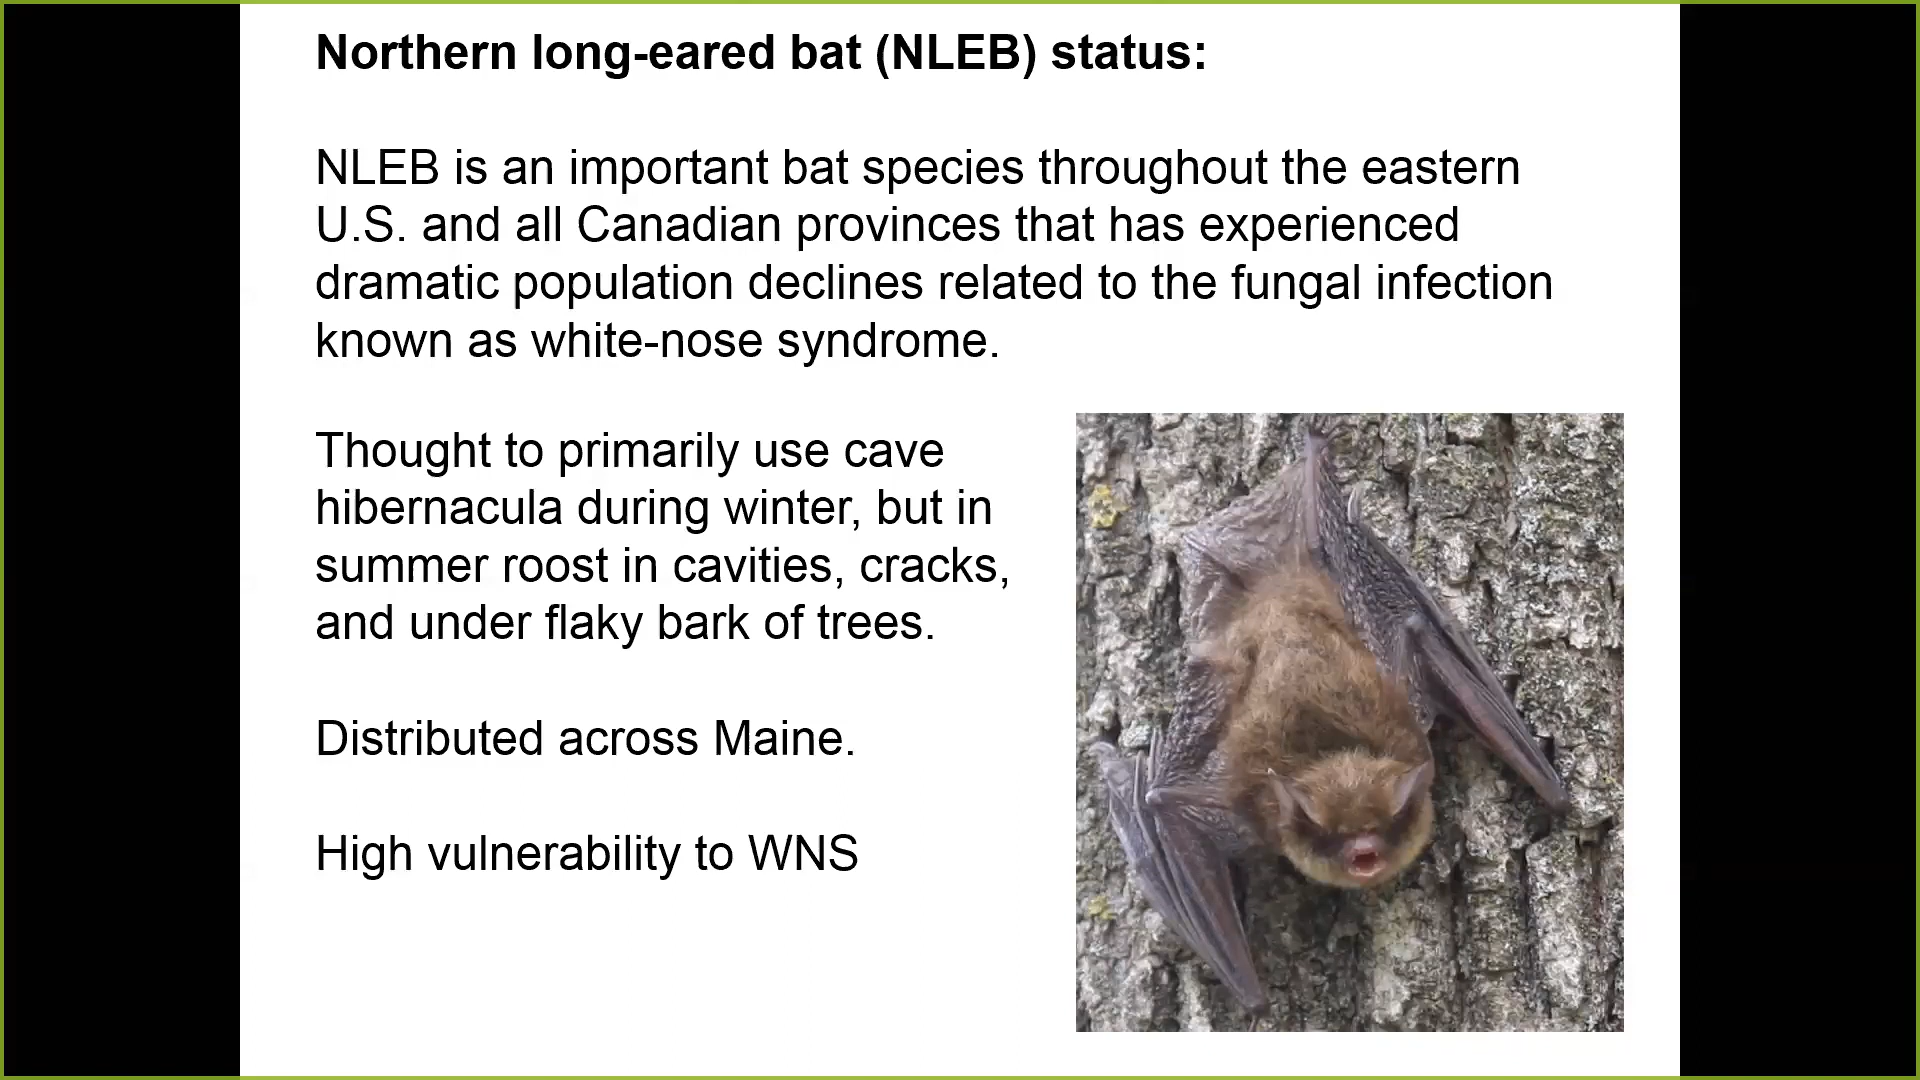 Northern long-eared bat (NLEB) status:
NLEB is an important bat species throughout the eastern
U.S. and all Canadian provinces that has experienced
dramatic population declines related to the fungal infection
known as white-nose syndrome.
Thought to primarily use cave
hibernacula during winter, but in
summer roost in cavities, cracks,
and under flaky bark of trees.
Distributed across Maine.
High vulnerability to WNS